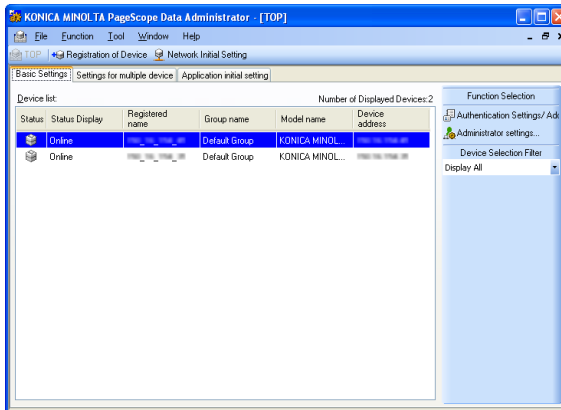 KONICA MINOLTA PageScope Data Administrator - [TOP]
File Function Tool Window Help
TOP Registration of Device Network Initial Setting
Basic Settings Settings for multiple device Application initial setting
Device list: Number of Displayed Devices:2
Status Status Display Registered name Group name Model name Device address
Online Default Group KONICA MINOL...
Online Default Group KONICA MINOL...
Function Selection
Authentication Settings/ Ad
Administrator settings...
Device Selection Filter
Display All